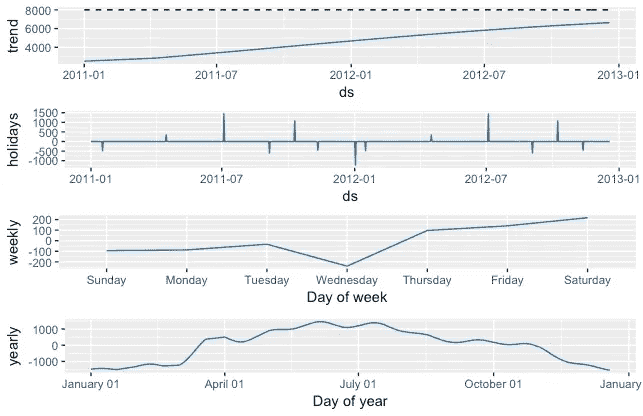 8000
6000
4000
trend
2011-01 2011-07 2012-01 2012-07 2013-01
ds
1500
1000
500
0
-500
-1000
holidays
2011-01 2011-07 2012-01 2012-07 2013-01
ds
200
100
0
-100
-200
weekly
Sunday Monday Tuesday Wednesday Thursday Friday Saturday
Day of week
1000
0
-1000
yearly
January 01 April 01 July 01 October 01 January
Day of year